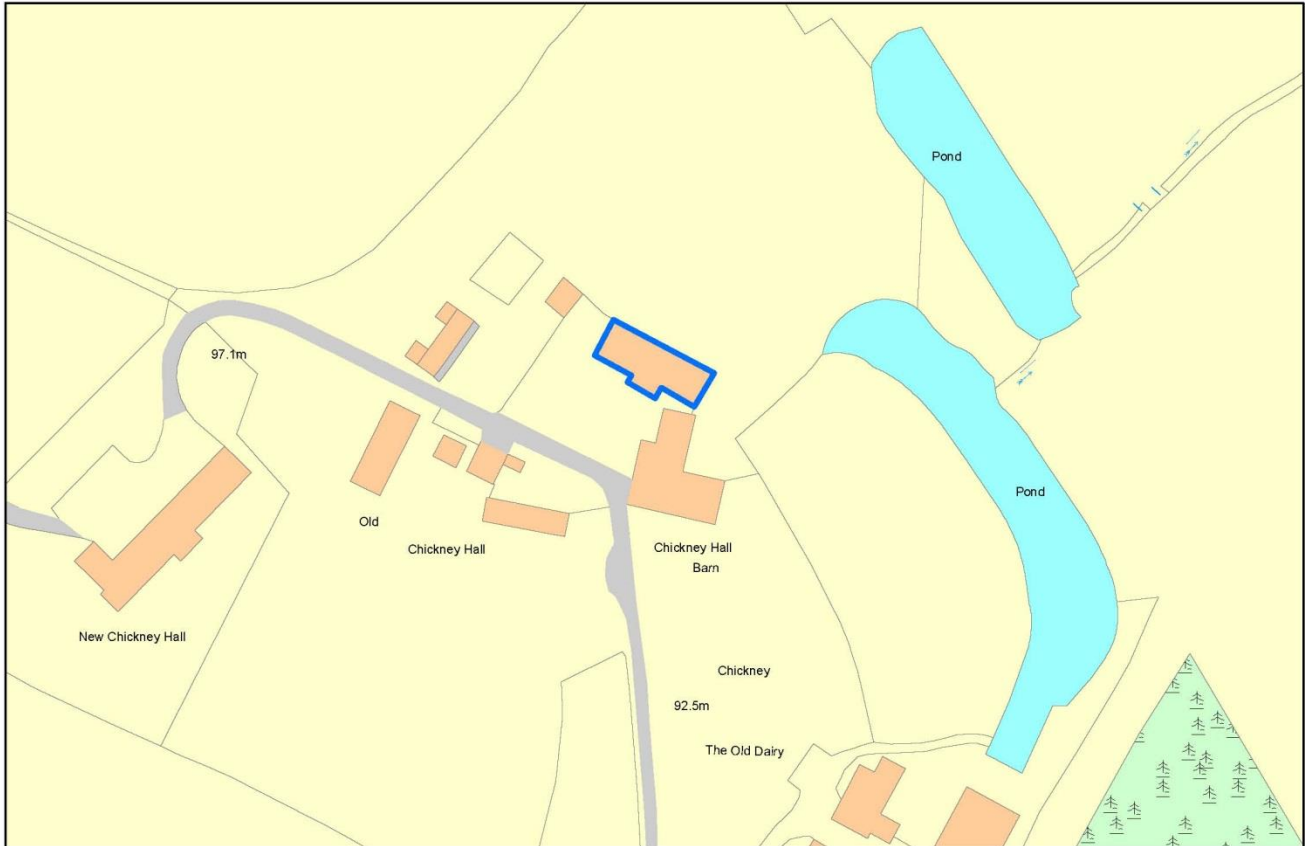 Pond
97.1m
Pond
Old
Chickney Hall
Chickney Hall
Barn
New Chickney Hall
Chickney
92.5m
The Old Dairy